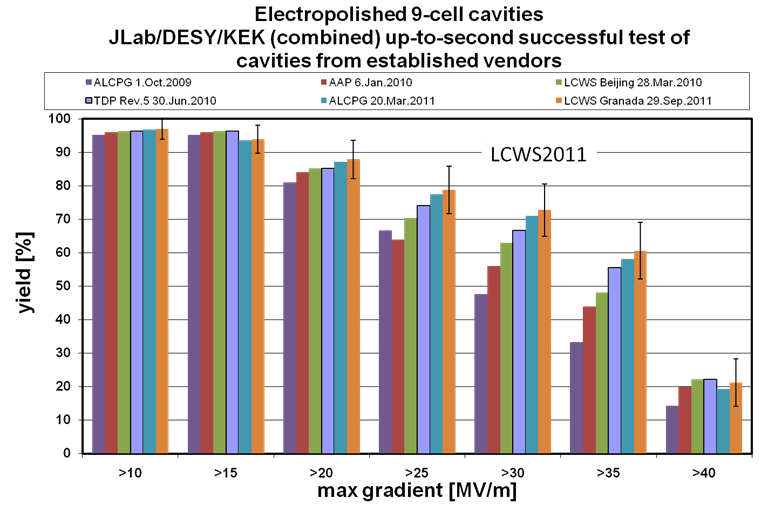 Electropolished 9-cell cavities
JLab/DESY/KEK (combined) up-to-second successful test of
cavities from established vendors
ALCPG 1.Oct.2009
AAP 6.Jan.2010
LCWS Beijing 28.Mar.2010
TDP Rev.5 30.Jun.2010
ALCPG 20.Mar.2011
LCWS Granada 29.Sep.2011
LCWS2011
yield [%]
100
90
80
70
60
50
40
30
20
10
0
>10 >15 >20 >25 >30 >35 >40
max gradient [MV/m]